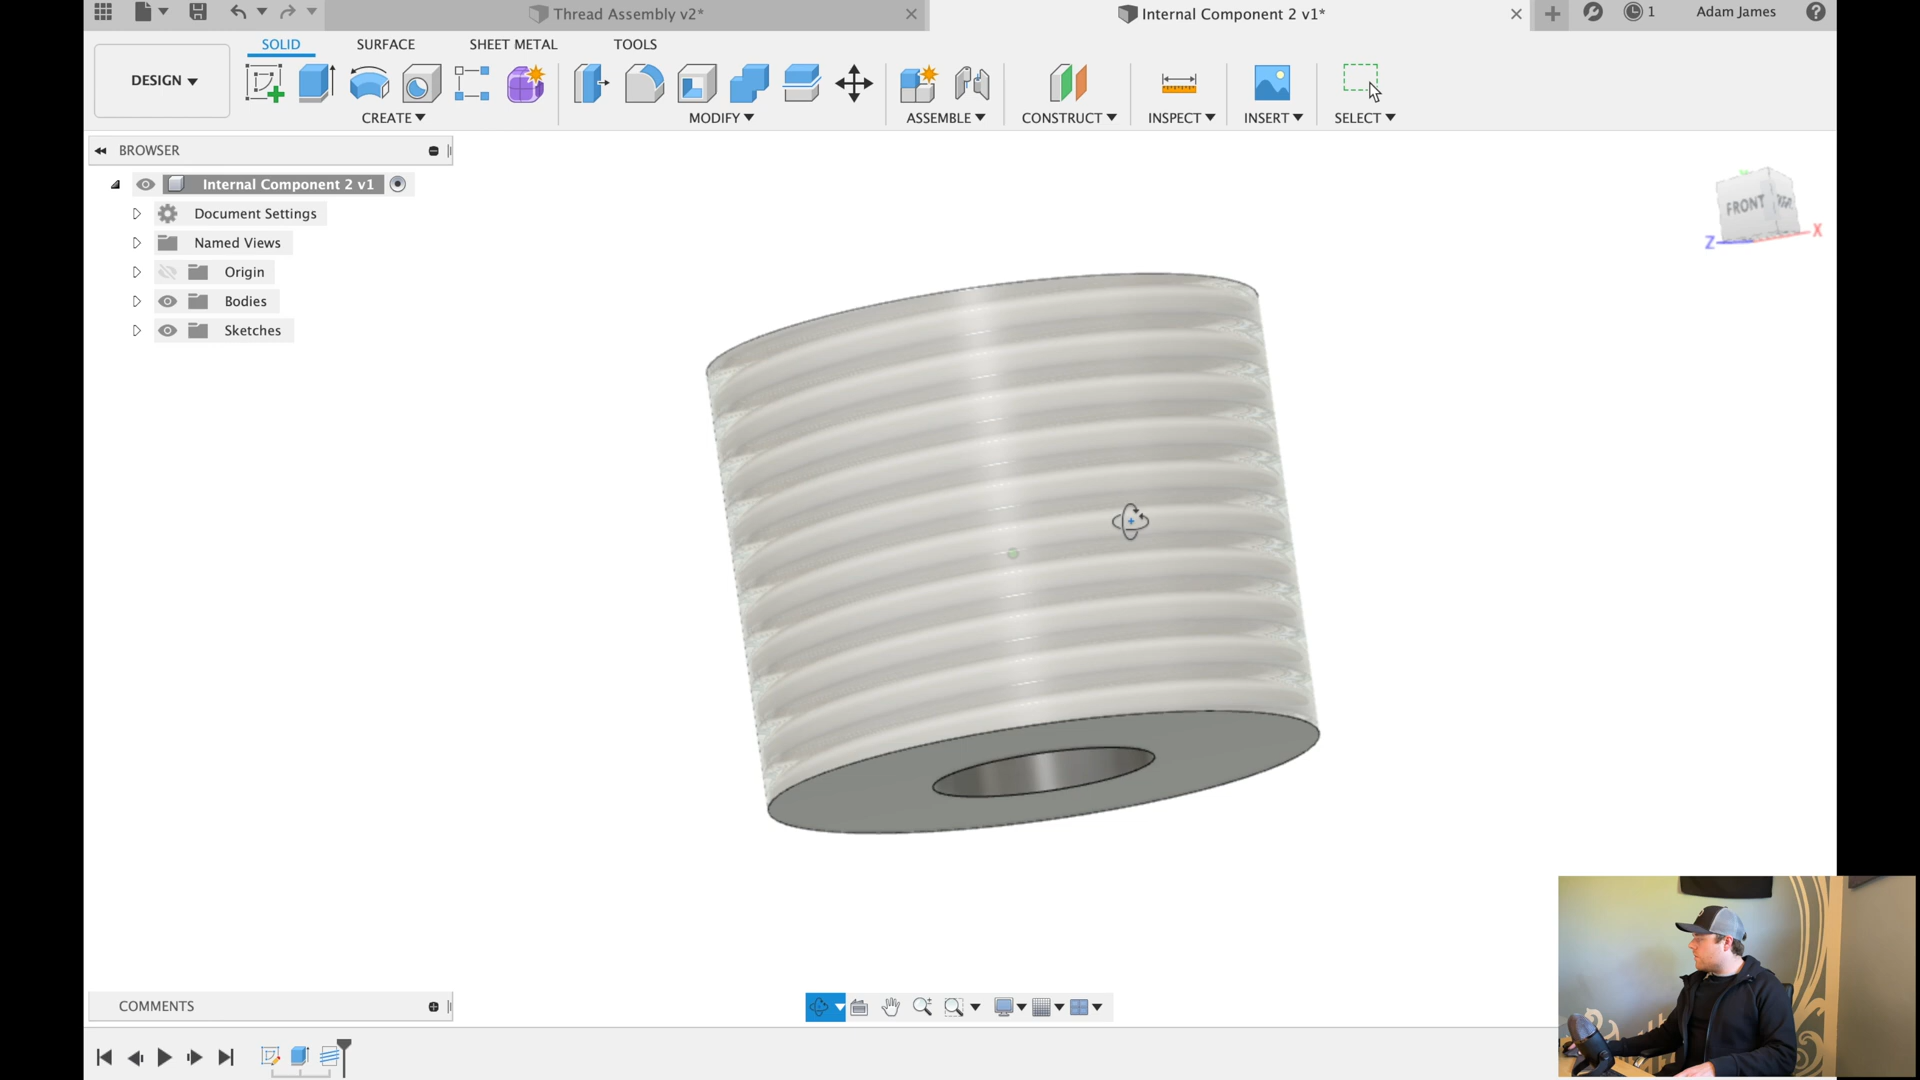 Thread Assembly v2*
Internal Component 2 v1*
1
Adam James
DESIGN
SOLID
SURFACE
SHEET METAL
TOOLS
CREATE
MODIFY
ASSEMBLE
CONSTRUCT
INSPECT
INSERT
SELECT
BROWSER
Internal Component 2 v1
Document Settings
Named Views
Origin
Bodies
Sketches
FRONT
Z
X
COMMENTS